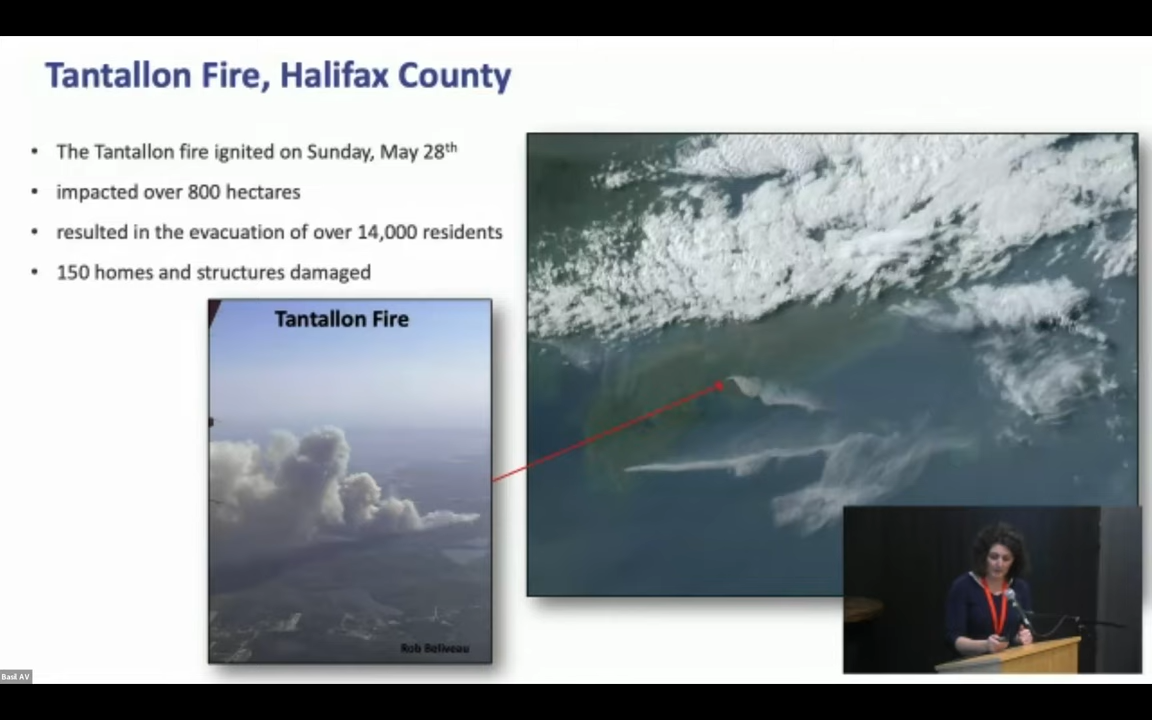 Tantallon Fire, Halifax County
• The Tantallon fire ignited on Sunday, May 28th
• impacted over 800 hectares
• resulted in the evacuation of over 14,000 residents
• 150 homes and structures damaged
Tantallon Fire
Rob Beliveau
Basil AV